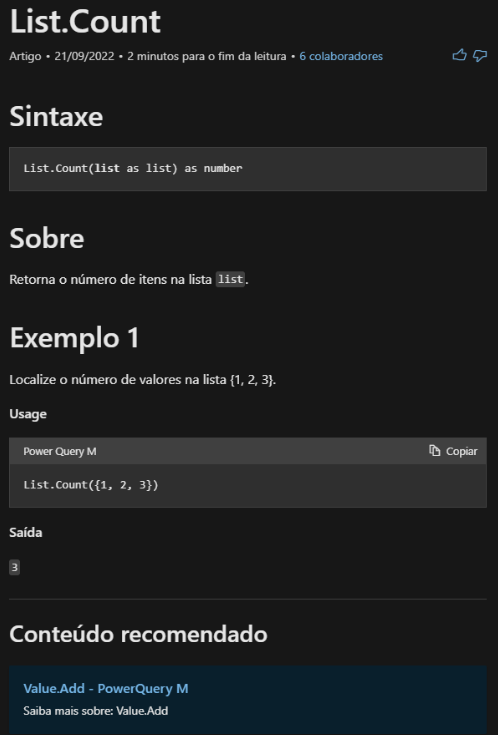 List.Count
Artigo • 21/09/2022 • 2 minutos para o fim da leitura • 6 colaboradores
Sintaxe
List.Count(list as list) as number
Sobre
Retorna o número de itens na lista list.
Exemplo 1
Localize o número de valores na lista {1, 2, 3}.
Usage
Power Query M Copiar
List.Count({1, 2, 3})
Saída
3
Conteúdo recomendado
Value.Add - PowerQuery M
Saiba mais sobre: Value.Add